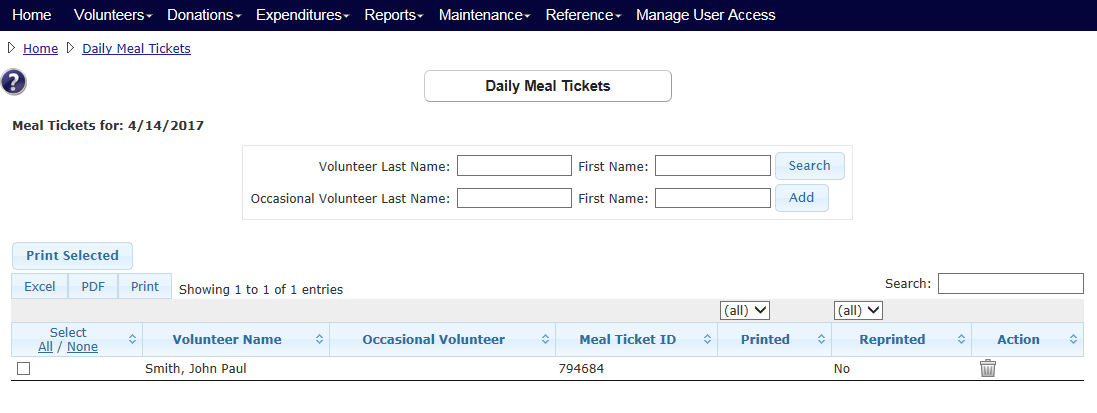 Home Volunteers Donations Expenditures Reports Maintenance Reference Manage User Access
Home Daily Meal Tickets
?
Daily Meal Tickets
Meal Tickets for: 4/14/2017
Volunteer Last Name: First Name: Search
Occasional Volunteer Last Name: First Name: Add
Print Selected
Excel PDF Print Showing 1 to 1 of 1 entries Search:
(all) (all)
Select
All / None Volunteer Name Occasional Volunteer Meal Ticket ID Printed Reprinted Action
Smith, John Paul 794684 No